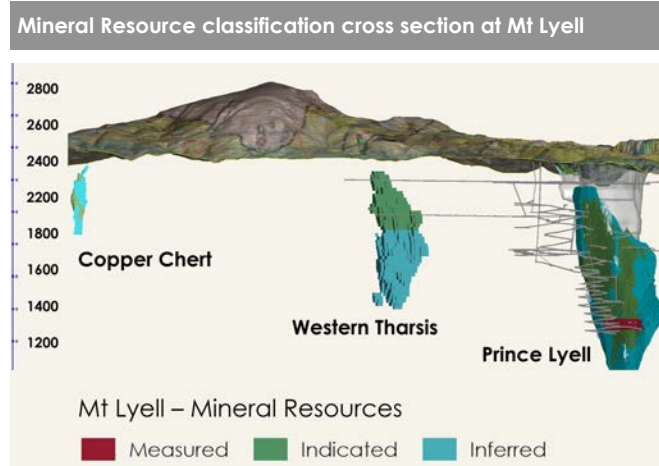 Mineral Resource classification cross section at Mt Lyell
2800
2600
2400
2200
1800
1600
1400
1200
Copper Chert
Western Tharsis
Prince Lyell
Mt Lyell – Mineral Resources
Measured Indicated Inferred